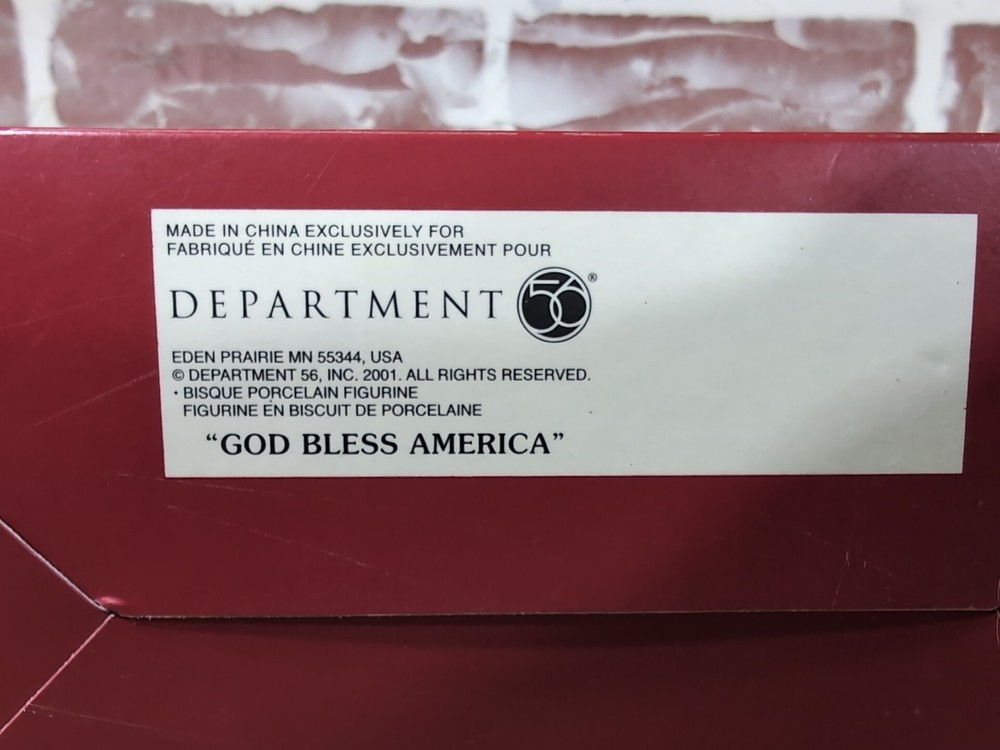 MADE IN CHINA EXCLUSIVELY FOR
FABRIQUÉ EN CHINE EXCLUSIVEMENT POUR
DEPARTMENT 56®
EDEN PRAIRIE MN 55344, USA
© DEPARTMENT 56, INC. 2001. ALL RIGHTS RESERVED.
• BISQUE PORCELAIN FIGURINE
FIGURINE EN BISCUIT DE PORCELAINE
“GOD BLESS AMERICA”